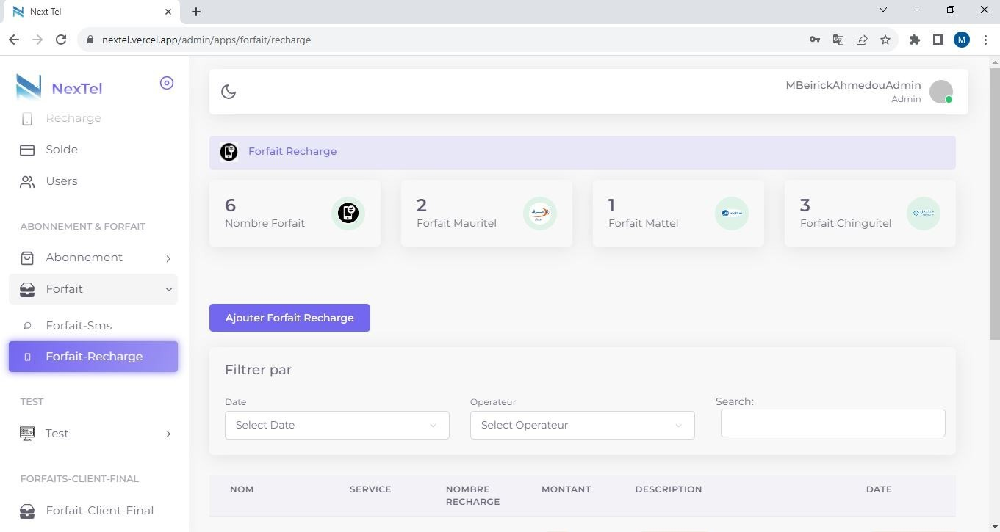 Next Tel
nextel.vercel.app/admin/apps/forfait/recharge
M
NexTel
Recharge
Solde
Users
ABONNEMENT & FORFAIT
Abonnement
Forfait
Forfait-Sms
Forfait-Recharge
TEST
Test
FORFAITS-CLIENT-FINAL
Forfait-Client-Final
MBeirickAhmedouAdmin
Admin
Forfait Recharge
6
Nombre Forfait
2
Forfait Mauritel
1
Forfait Mattel
3
Forfait Chinguitel
Ajouter Forfait Recharge
Filtrer par
Date
Operateur
Search:
Select Date
Select Operateur
NOM SERVICE NOMBRE MONTANT DESCRIPTION DATE
RECHARGE